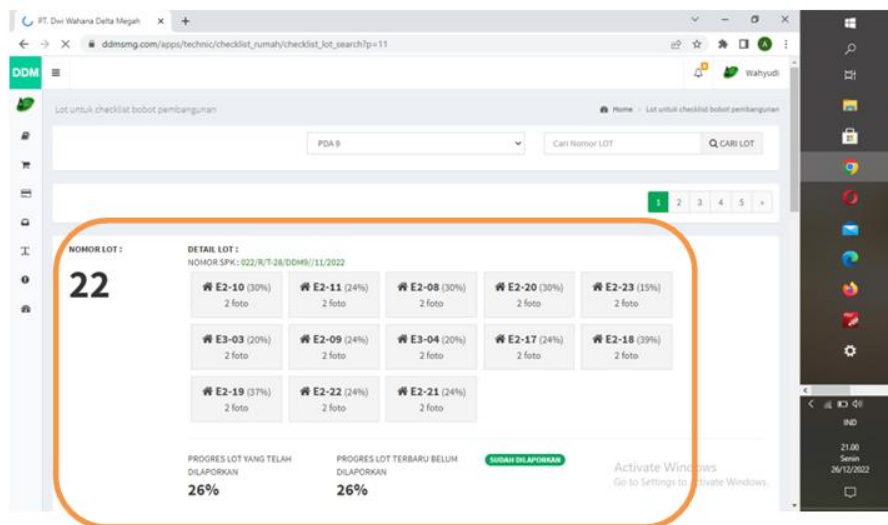 PT. Dwi Wahana Delta Megah
ddmsmg.com/apps/technic/checklist_rumah/checklist_lot_search?p=11
DDM
Wahyudi
Lot untuk checklist bobot pembangunan
Home
Lot untuk checklist bobot pembangunan
PDA 9
Cari Nomor LOT
CARI LOT
1 2 3 4 5 »
NOMOR LOT :
22
DETAIL LOT :
NOMOR SPK : 022/R/T-28/DDM9//11/2022
E2-10 (30%) E2-11 (24%) E2-08 (30%) E2-20 (30%) E2-23 (15%)
2 foto 2 foto 2 foto 2 foto 2 foto
E3-03 (20%) E2-09 (24%) E3-04 (20%) E2-17 (24%) E2-18 (39%)
2 foto 2 foto 2 foto 2 foto 2 foto
E2-19 (37%) E2-22 (24%) E2-21 (24%)
2 foto 2 foto 2 foto
PROGRES LOT YANG TELAH DILAPORKAN
26%
PROGRES LOT TERBARU BELUM DILAPORKAN
26%
SUDAH DILAPORKAN
Activate Windows
Go to Settings to activate Windows.
IND
21.00
Senin
26/12/2022